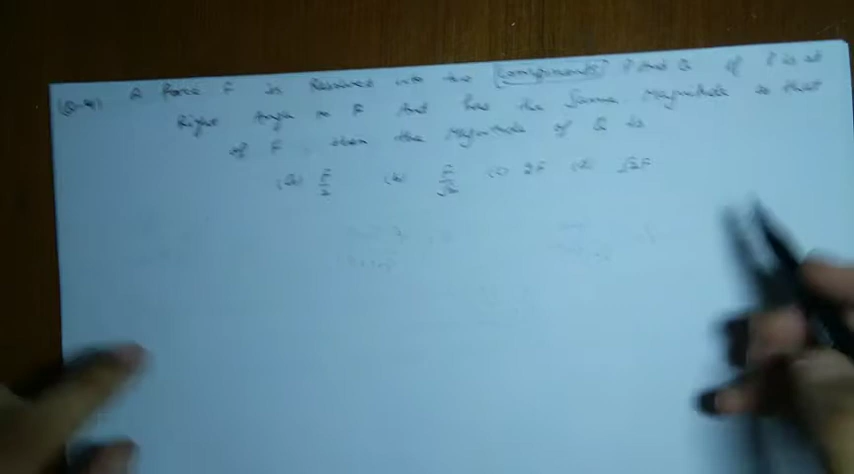 (Q-41) A Force F is Resolved into two Components P And Q. If P is at
Right Angle to F And has the Same Magnitude as that
of F, then the Magnitude of Q is
(a) F/2 (b) F/√2 (c) 2F (d) √2F